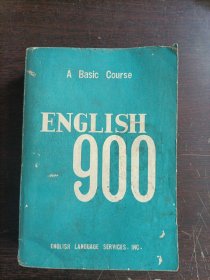 A Basic Course
ENGLISH
900
ENGLISH LANGUAGE SERVICES, INC.